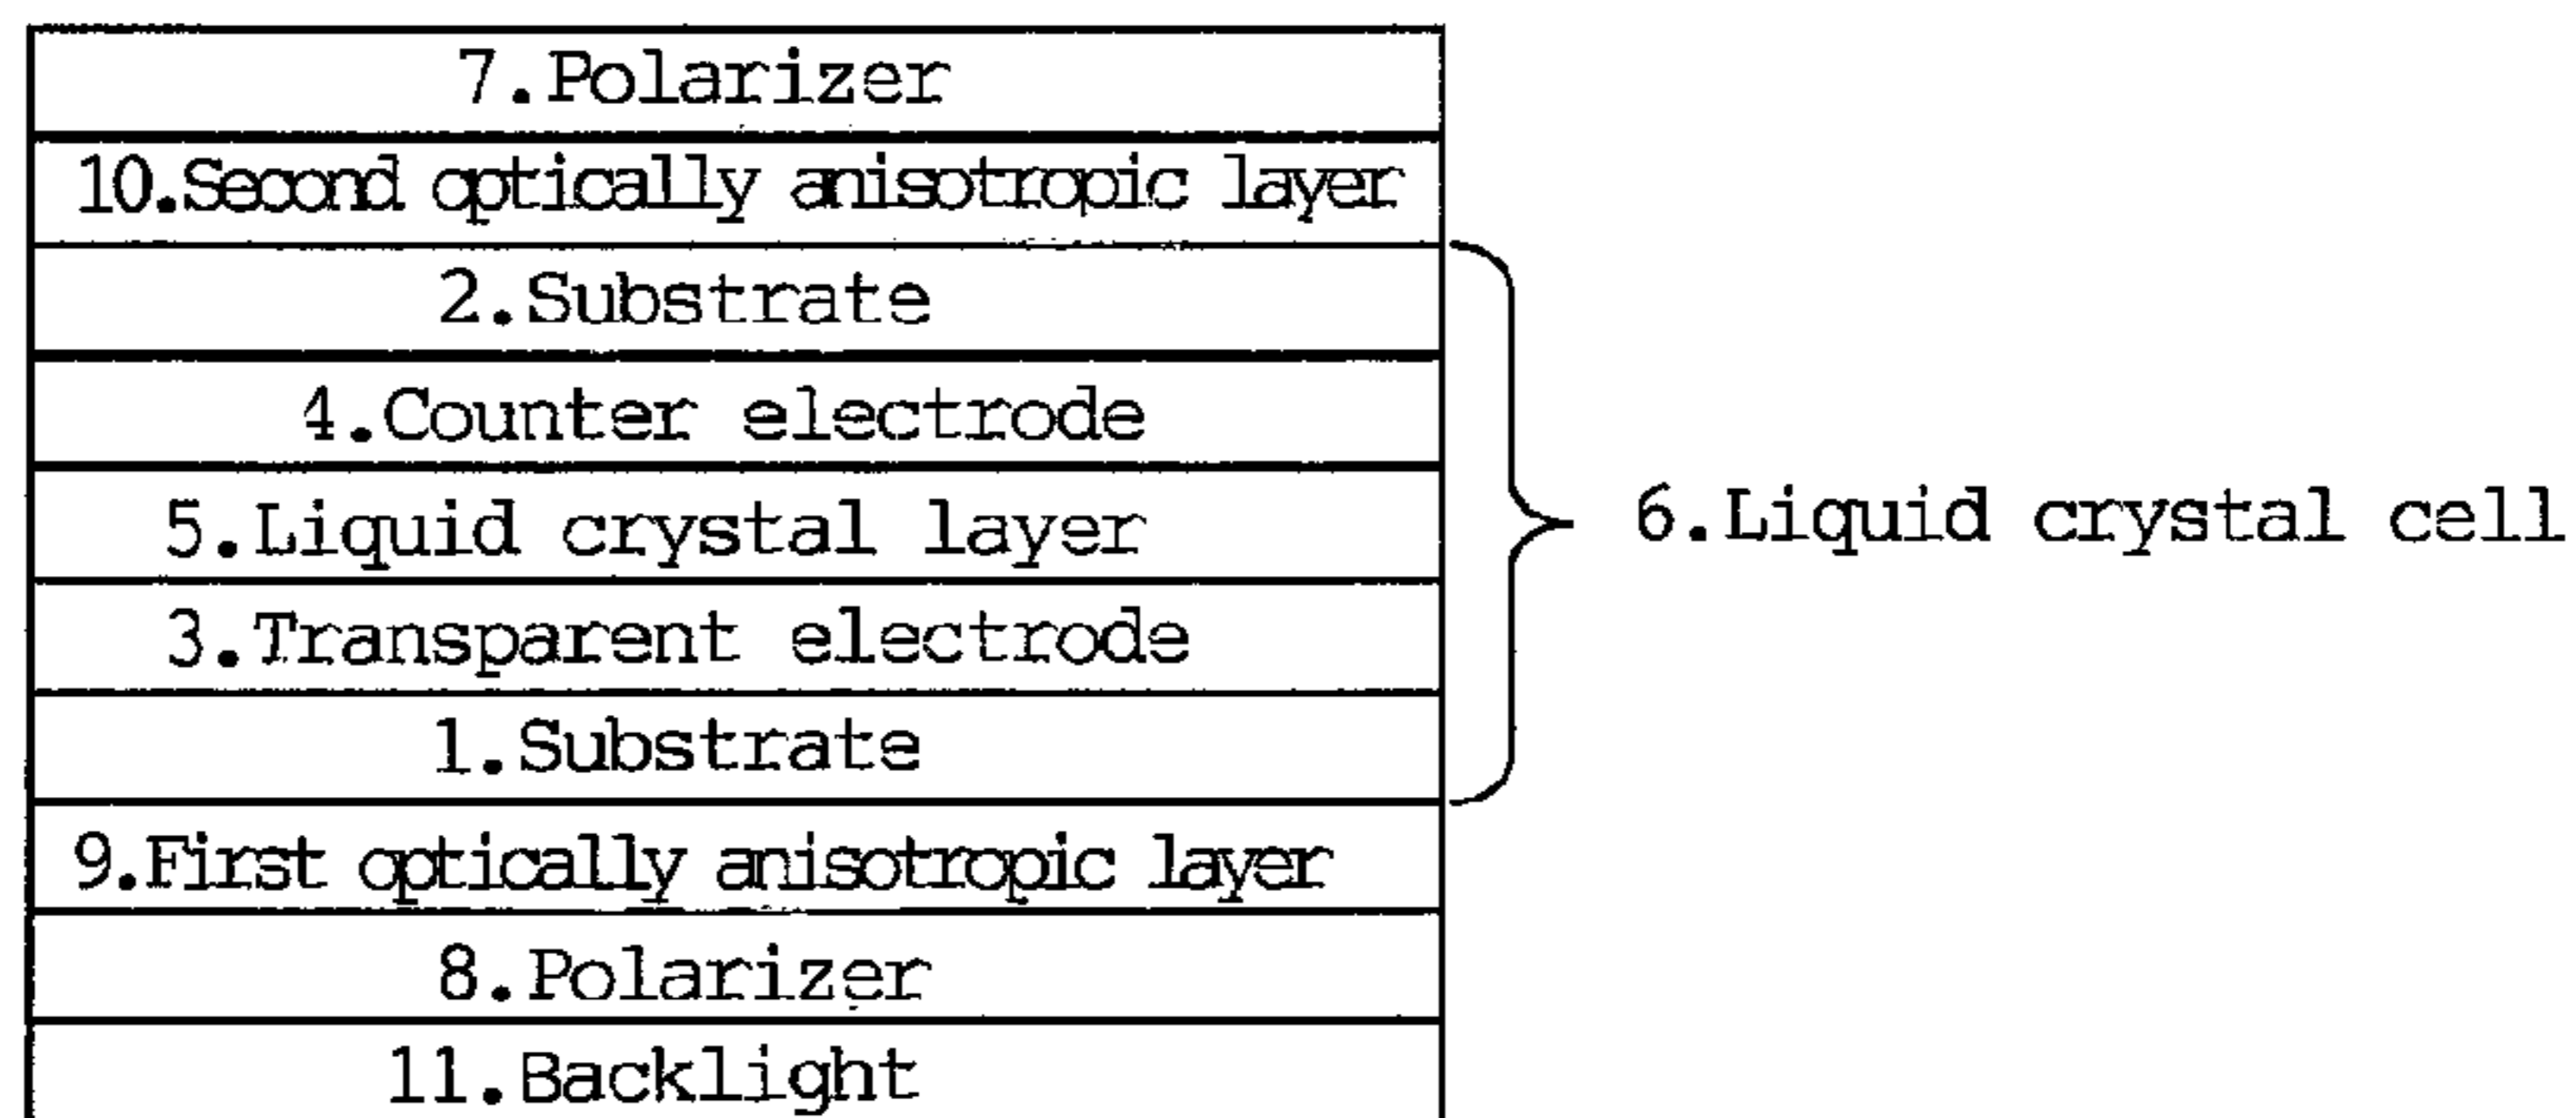 7.Polarizer
10.Second optically anisotropic layer
2.Substrate
4.Counter electrode
5.Liquid crystal layer
6.Liquid crystal cell
3.Transparent electrode
1.Substrate
9.First optically anisotropic layer
8.Polarizer
11.Backlight